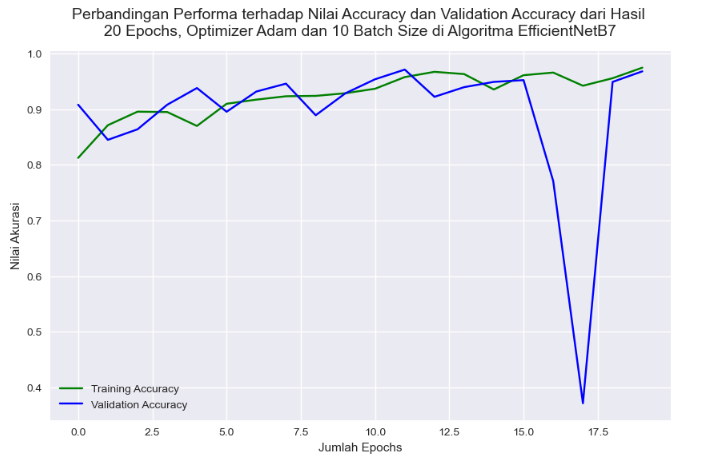 Perbandingan Performa terhadap Nilai Accuracy dan Validation Accuracy dari Hasil
20 Epochs, Optimizer Adam dan 10 Batch Size di Algoritma EfficientNetB7
1.0
0.9
0.8
0.7
0.6
0.5
0.4
Nilai Akurasi
Training Accuracy
Validation Accuracy
0.0 2.5 5.0 7.5 10.0 12.5 15.0 17.5
Jumlah Epochs